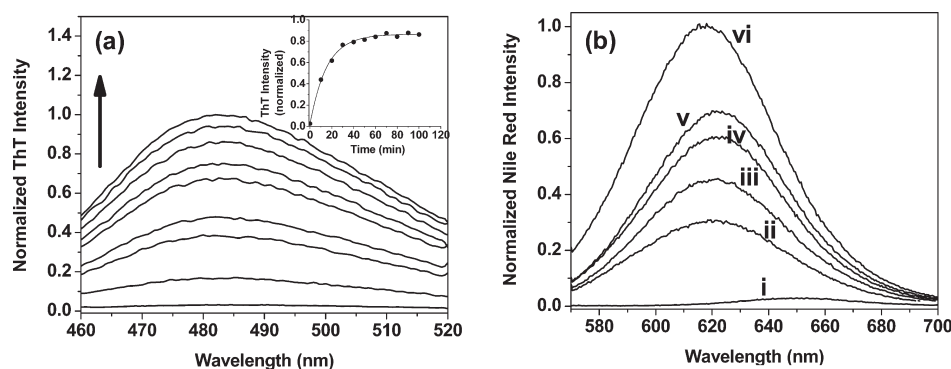 (a)
Normalized ThT Intensity
1.4
1.2
1.0
0.8
0.6
0.4
0.2
0.0
460 470 480 490 500 510 520
Wavelength (nm)
ThT Intensity
(normalized)
1.0
0.8
0.6
0.4
0.2
0.0
0 20 40 60 80 100 120
Time (min)
(b)
Normalized Nile Red Intensity
1.0
0.8
0.6
0.4
0.2
0.0
vi
v
iv
iii
ii
i
580 600 620 640 660 680 700
Wavelength (nm)